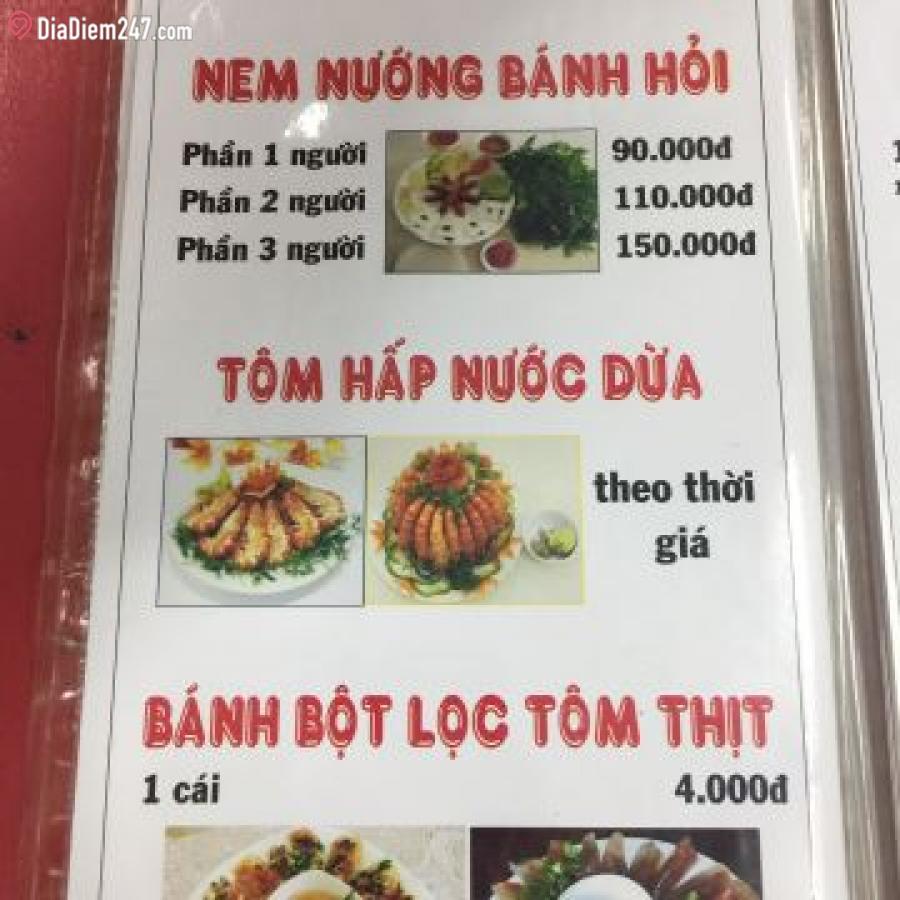 DiaDiem247.com
NEM NƯỚNG BÁNH HỎI
Phần 1 người 90.000đ
Phần 2 người 110.000đ
Phần 3 người 150.000đ
TÔM HẤP NƯỚC DỪA
theo thời
giá
BÁNH BỘT LỌC TÔM THỊT
1 cái 4.000đ